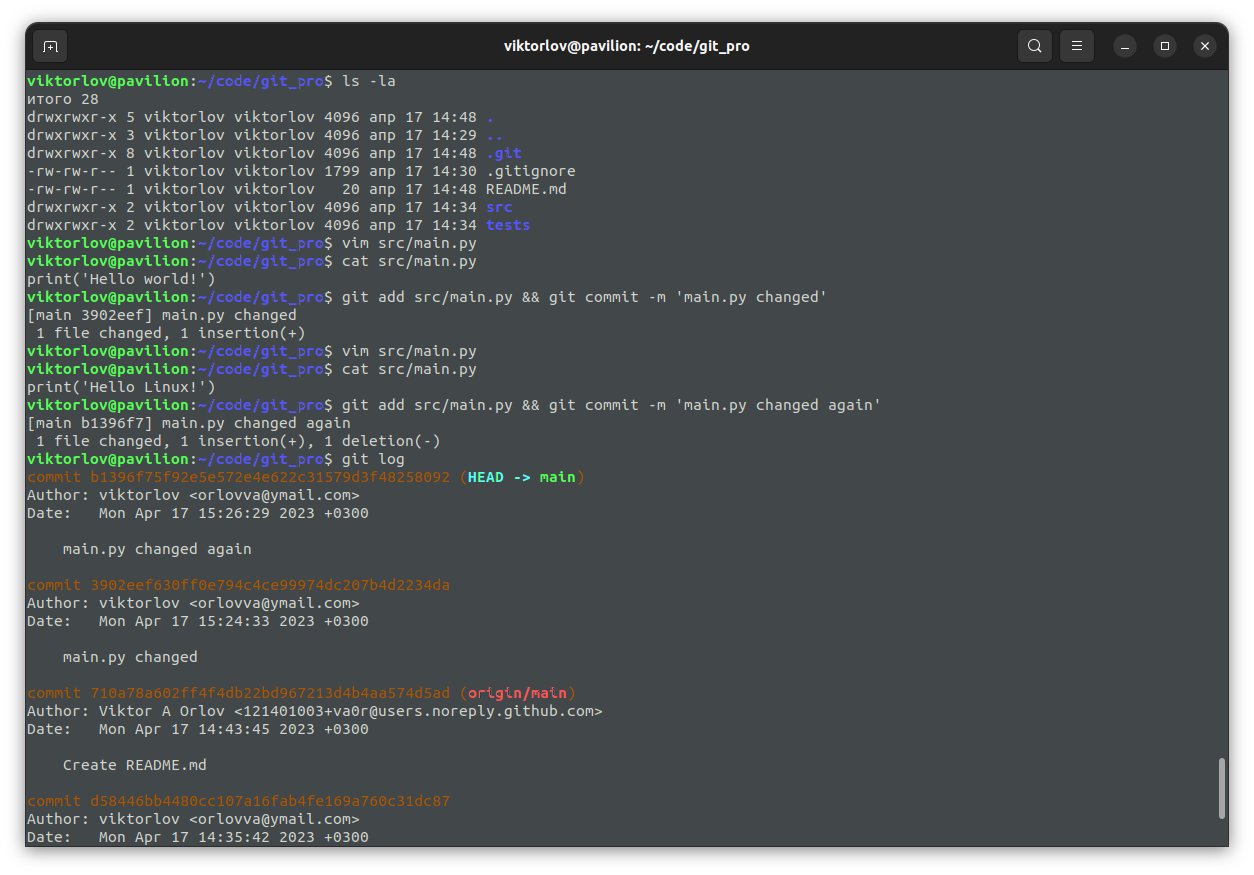 viktorlov@pavilion: ~/code/git_pro
viktorlov@pavilion:~/code/git_pro$ ls -la
итого 28
drwxrwxr-x 5 viktorlov viktorlov 4096 апр 17 14:48 .
drwxrwxr-x 3 viktorlov viktorlov 4096 апр 17 14:29 ..
drwxrwxr-x 8 viktorlov viktorlov 4096 апр 17 14:48 .git
-rw-rw-r-- 1 viktorlov viktorlov 1799 апр 17 14:30 .gitignore
-rw-rw-r-- 1 viktorlov viktorlov   20 апр 17 14:48 README.md
drwxrwxr-x 2 viktorlov viktorlov 4096 апр 17 14:34 src
drwxrwxr-x 2 viktorlov viktorlov 4096 апр 17 14:34 tests
viktorlov@pavilion:~/code/git_pro$ vim src/main.py
viktorlov@pavilion:~/code/git_pro$ cat src/main.py
print('Hello world!')
viktorlov@pavilion:~/code/git_pro$ git add src/main.py && git commit -m 'main.py changed'
[main 3902eef] main.py changed
 1 file changed, 1 insertion(+)
viktorlov@pavilion:~/code/git_pro$ vim src/main.py
viktorlov@pavilion:~/code/git_pro$ cat src/main.py
print('Hello Linux!')
viktorlov@pavilion:~/code/git_pro$ git add src/main.py && git commit -m 'main.py changed again'
[main b1396f7] main.py changed again
 1 file changed, 1 insertion(+), 1 deletion(-)
viktorlov@pavilion:~/code/git_pro$ git log
commit b1396f75f92e5e572e4e622c31579d3f48258092 (HEAD -> main)
Author: viktorlov <orlovva@ymail.com>
Date:   Mon Apr 17 15:26:29 2023 +0300

    main.py changed again

commit 3902eef630ff0e794c4ce99974dc207b4d2234da
Author: viktorlov <orlovva@ymail.com>
Date:   Mon Apr 17 15:24:33 2023 +0300

    main.py changed

commit 710a78a602ff4f4db22bd967213d4b4aa574d5ad (origin/main)
Author: Viktor A Orlov <121401003+va0r@users.noreply.github.com>
Date:   Mon Apr 17 14:43:45 2023 +0300

    Create README.md

commit d58446bb4480cc107a16fab4fe169a760c31dc87
Author: viktorlov <orlovva@ymail.com>
Date:   Mon Apr 17 14:35:42 2023 +0300